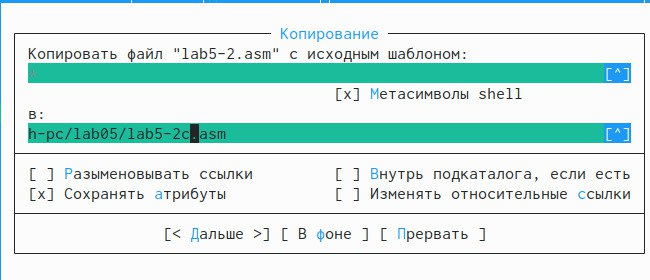 Копирование
Копировать файл "lab5-2.asm" с исходным шаблоном:
*
[^]
[x] Метасимволы shell
в:
h-pc/lab05/lab5-2c.asm [^]
[ ] Разыменовывать ссылки [ ] Внутрь подкаталога, если есть
[x] Сохранять атрибуты [ ] Изменять относительные ссылки
[< Дальше >] [ В фоне ] [ Прервать ]